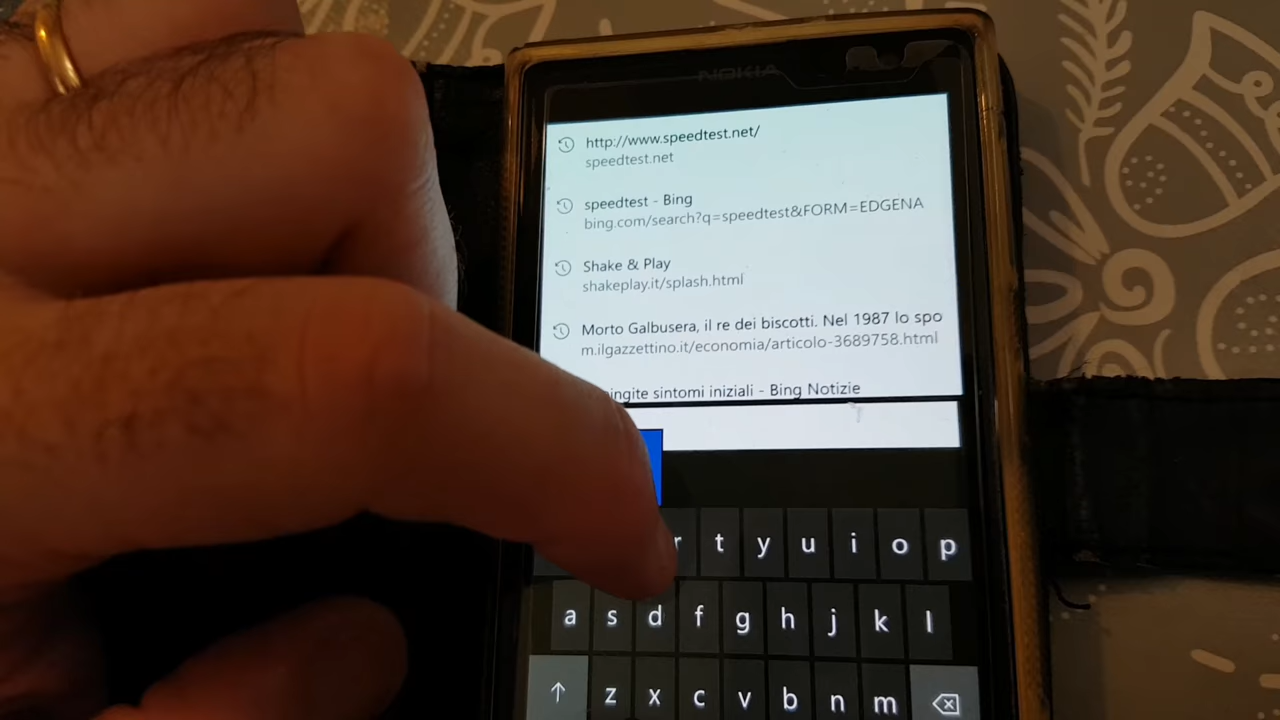 NOKIA
http://www.speedtest.net/
speedtest.net
speedtest - Bing
bing.com/search?q=speedtest&FORM=EDGENA
Shake & Play
shakeplay.it/splash.html
Morto Galbusera, il re dei biscotti. Nel 1987 lo spo
m.ilgazzettino.it/economia/articolo-3689758.html
ingite sintomi iniziali - Bing Notizie
r t y u i o p
a s d f g h j k l
z x c v b n m